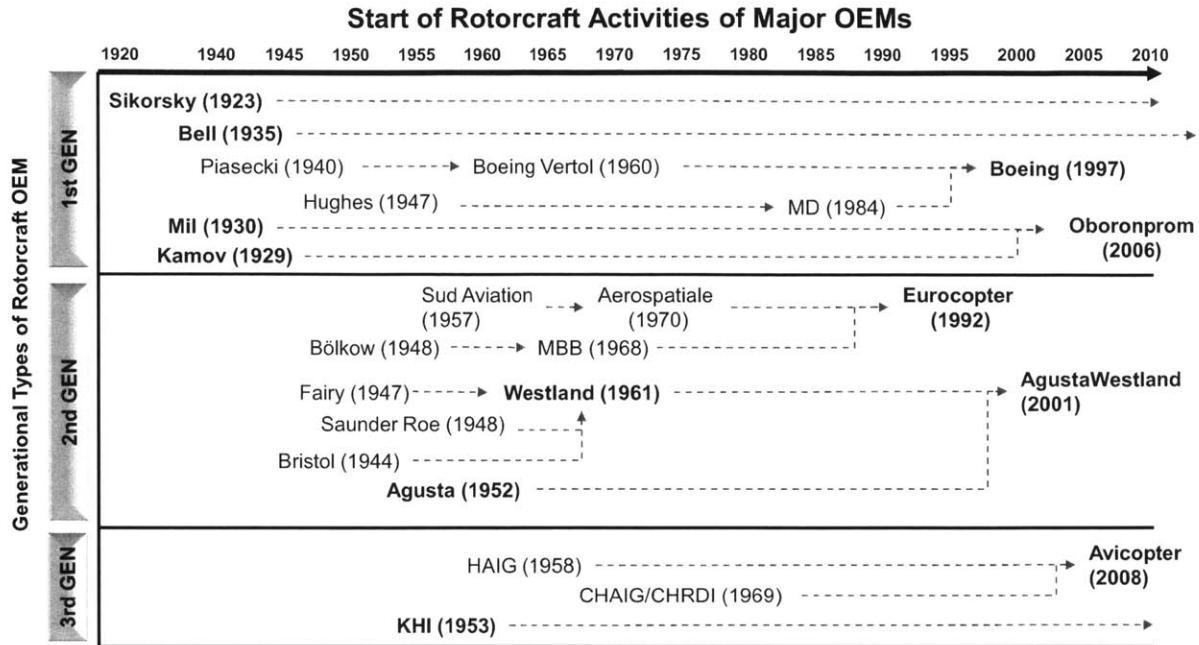 Start of Rotorcraft Activities of Major OEMs
1920 1940 1945 1950 1955 1960 1965 1970 1975 1980 1985 1990 1995 2000 2005 2010
Generational Types of Rotorcraft OEM
1st GEN
Sikorsky (1923)
Bell (1935)
Piasecki (1940) Boeing Vertol (1960) Boeing (1997)
Hughes (1947) MD (1984)
Mil (1930) Oboronprom
(2006)
Kamov (1929)
2nd GEN
Sud Aviation
(1957)
Aerospatiale
(1970)
Eurocopter
(1992)
Bölkow (1948) MBB (1968)
Fairy (1947) Westland (1961) AgustaWestland
(2001)
Saunder Roe (1948)
Bristol (1944)
Agusta (1952)
3rd GEN
HAIG (1958) Avicopter
(2008)
CHAIG/CHRDI (1969)
KHI (1953)